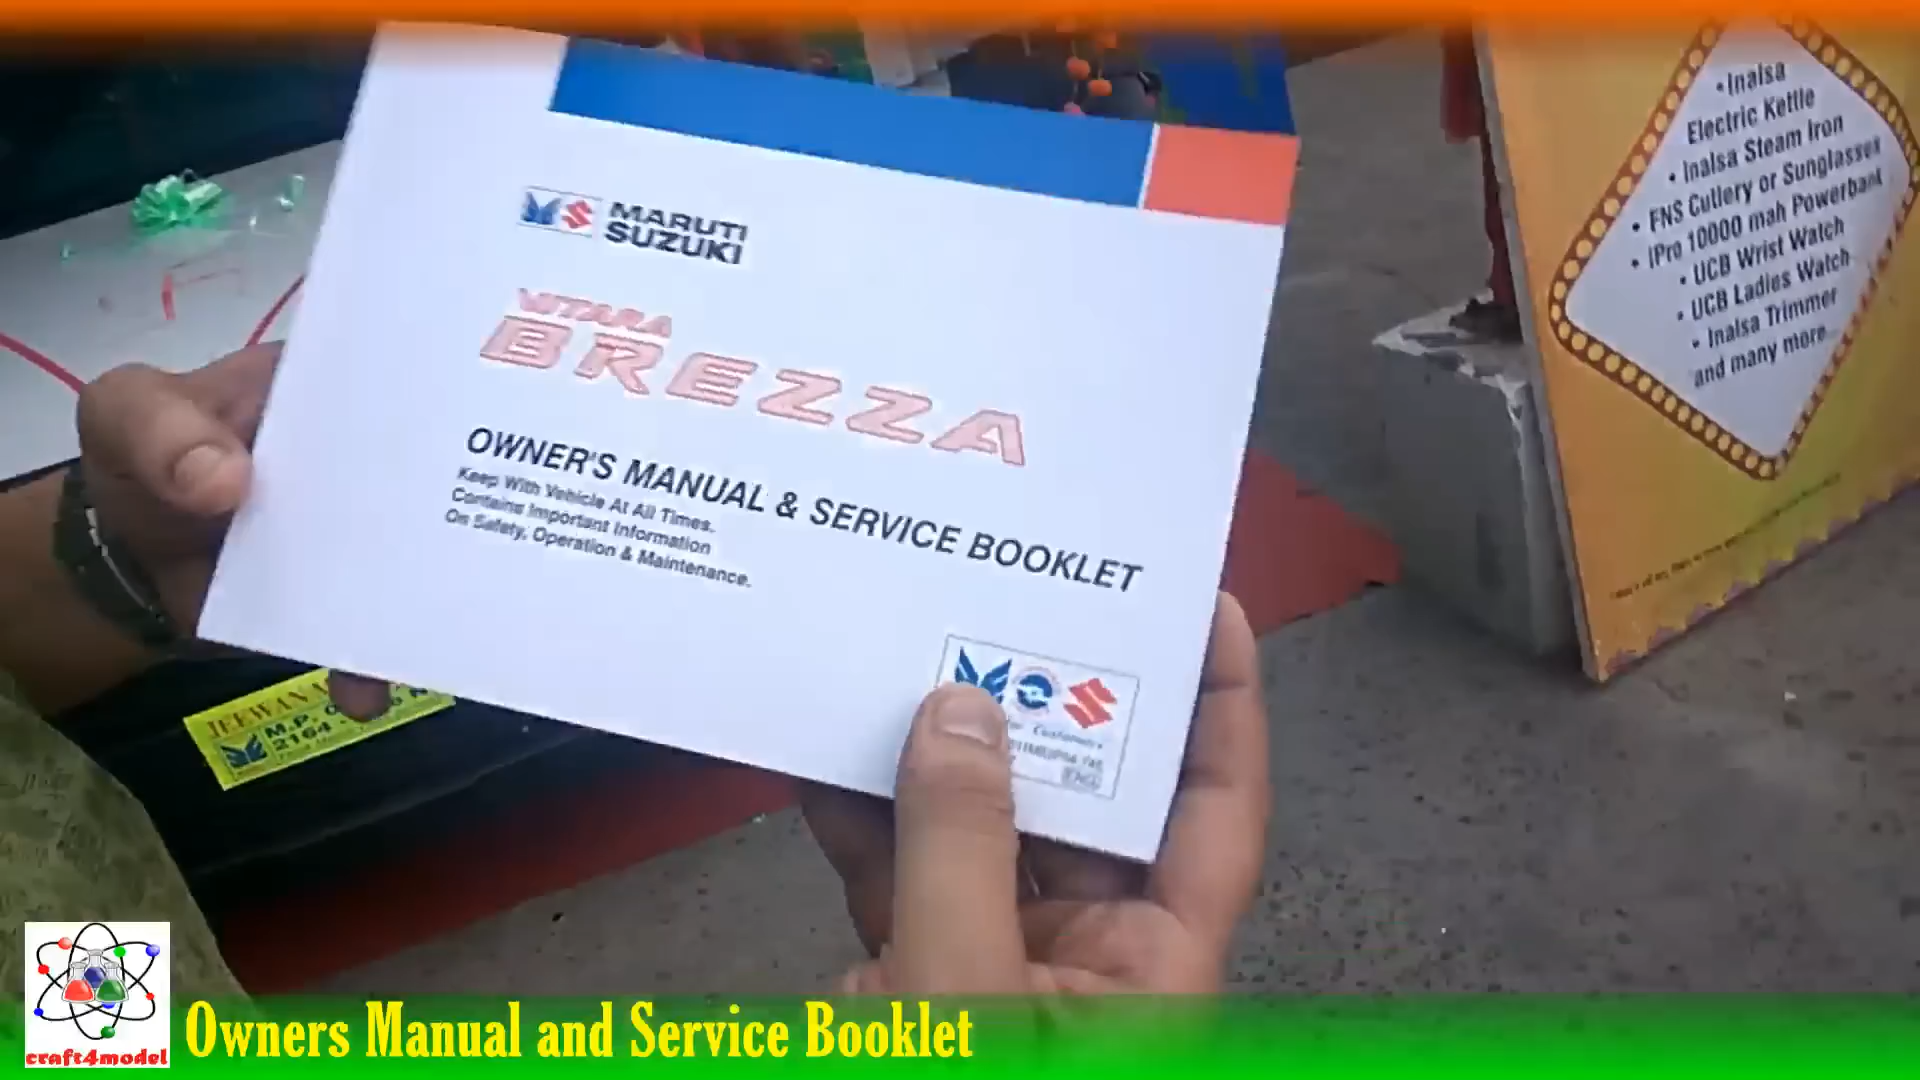 MARUTI
SUZUKI
VITARA
BREZZA
OWNER'S MANUAL & SERVICE BOOKLET
Keep With Vehicle At All Times.
Contains Important Information
On Safety, Operation & Maintenance.
Customers
• Inalsa
Electric Kettle
• Inalsa Steam Iron
• FNS Cutlery or Sunglasses
• IPro 10000 mah Powerbank
• UCB Wrist Watch
• UCB Ladies Watch
• Inalsa Trimmer
and many more...
JEEWAN
M.P.
2164
craft4model
Owners Manual and Service Booklet